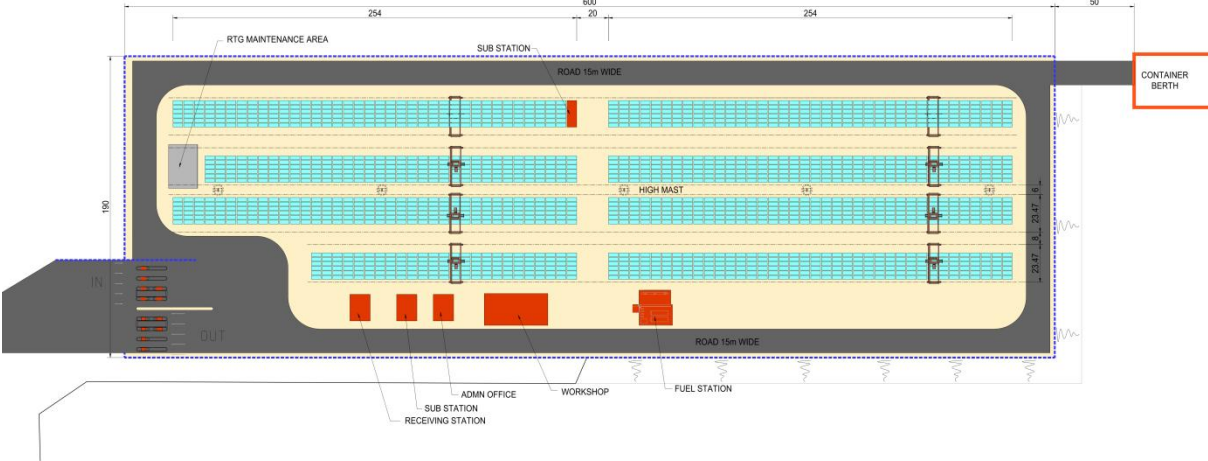 600
50
254
20
254
RTG MAINTENANCE AREA
SUB STATION
ROAD 15m WIDE
CONTAINER
BERTH
190
HIGH MAST
6
23.47
8
23.47
IN
OUT
ROAD 15m WIDE
ADMN OFFICE
WORKSHOP
FUEL STATION
SUB STATION
RECEIVING STATION